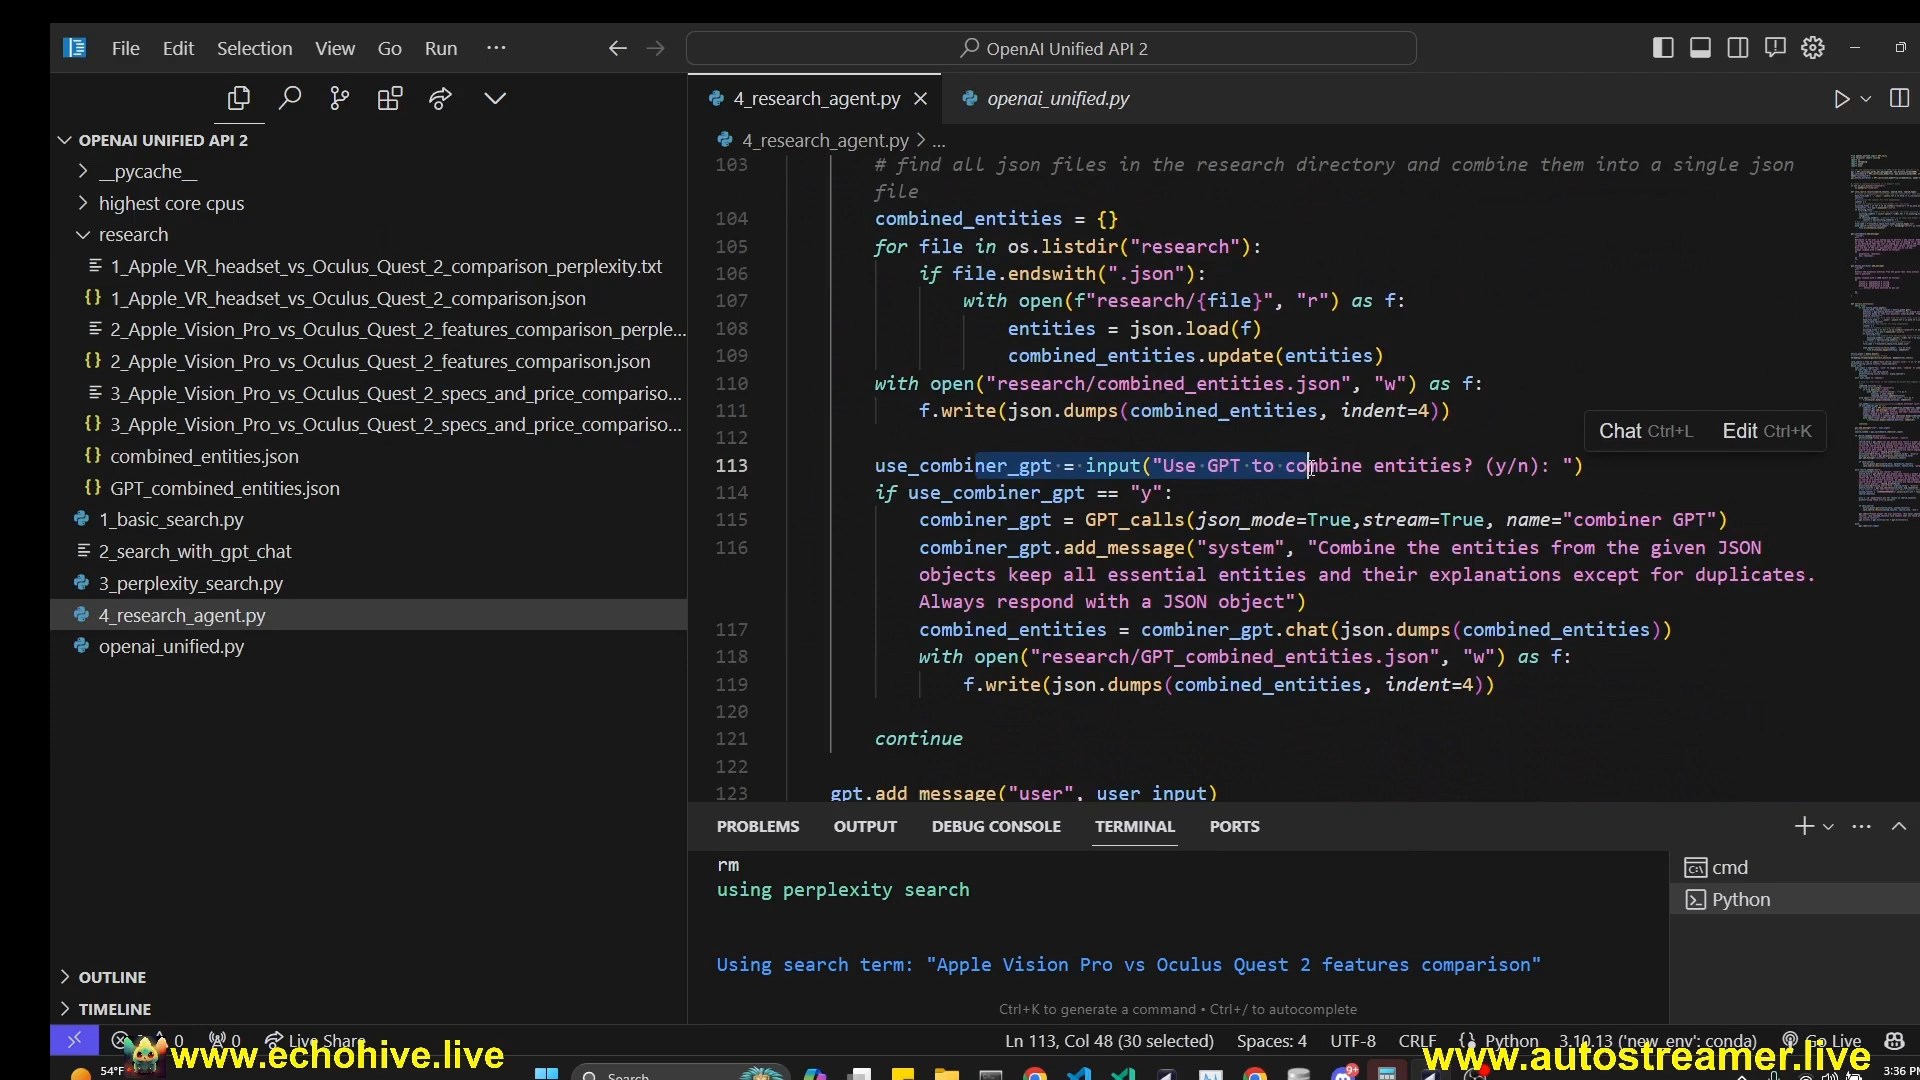 File Edit Selection View Go Run ···
OpenAI Unified API 2
4_research_agent.py
openai_unified.py
OPENAI UNIFIED API 2
__pycache__
highest core cpus
research
1_Apple_VR_headset_vs_Oculus_Quest_2_comparison_perplexity.txt
1_Apple_VR_headset_vs_Oculus_Quest_2_comparison.json
2_Apple_Vision_Pro_vs_Oculus_Quest_2_features_comparison_perple...
2_Apple_Vision_Pro_vs_Oculus_Quest_2_features_comparison.json
3_Apple_Vision_Pro_vs_Oculus_Quest_2_specs_and_price_compariso...
3_Apple_Vision_Pro_vs_Oculus_Quest_2_specs_and_price_compariso...
combined_entities.json
GPT_combined_entities.json
1_basic_search.py
2_search_with_gpt_chat
3_perplexity_search.py
4_research_agent.py
openai_unified.py
OUTLINE
TIMELINE
4_research_agent.py > ...
103 # find all json files in the research directory and combine them into a single json
file
104 combined_entities = {}
105 for file in os.listdir("research"):
106 if file.endswith(".json"):
107 with open(f"research/{file}", "r") as f:
108 entities = json.load(f)
109 combined_entities.update(entities)
110 with open("research/combined_entities.json", "w") as f:
111 f.write(json.dumps(combined_entities, indent=4))
112
Chat Ctrl+L Edit Ctrl+K
113 use_combiner_gpt = input("Use GPT to combine entities? (y/n): ")
114 if use_combiner_gpt == "y":
115 combiner_gpt = GPT_calls(json_mode=True,stream=True, name="combiner GPT")
116 combiner_gpt.add_message("system", "Combine the entities from the given JSON
objects keep all essential entities and their explanations except for duplicates.
Always respond with a JSON object")
117 combined_entities = combiner_gpt.chat(json.dumps(combined_entities))
118 with open("research/GPT_combined_entities.json", "w") as f:
119 f.write(json.dumps(combined_entities, indent=4))
120
121 continue
122
123 gpt.add_message("user", user_input)
PROBLEMS OUTPUT DEBUG CONSOLE TERMINAL PORTS
rm
using perplexity search
Using search term: "Apple Vision Pro vs Oculus Quest 2 features comparison"
Ctrl+K to generate a command • Ctrl+/ to autocomplete
cmd
Python
0 0 Live Share
Ln 113, Col 48 (30 selected) Spaces: 4 UTF-8 CRLF Python 3.10.13 ('new_env': conda) Go Live
www.echohive.live
www.autostreamer.live
54°F
Search
3:36 PM